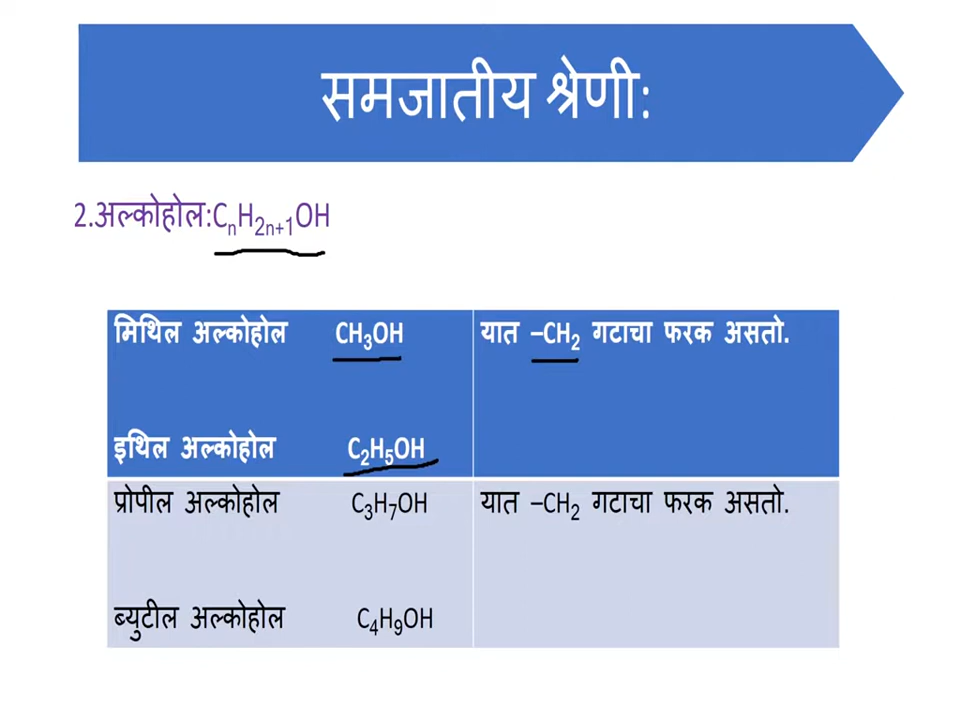 समजातीय श्रेणी:
2.अल्कोहोल:CₙH₂ₙ₊₁OH
मिथिल अल्कोहोल CH₃OH यात –CH₂ गटाचा फरक असतो.
इथिल अल्कोहोल C₂H₅OH
प्रोपील अल्कोहोल C₃H₇OH यात –CH₂ गटाचा फरक असतो.
ब्युटील अल्कोहोल C₄H₉OH